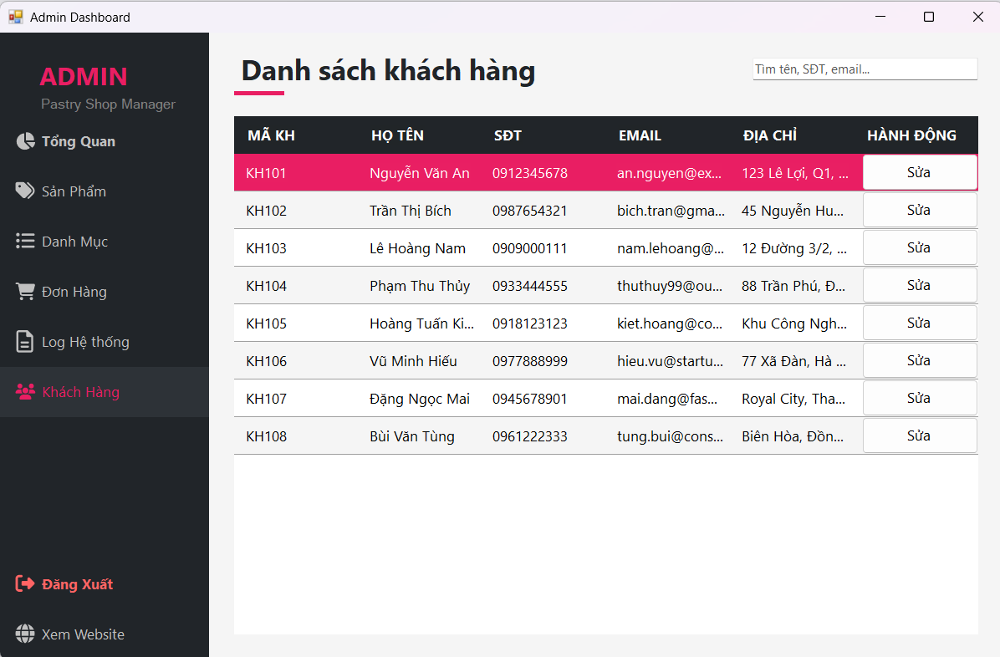 Admin Dashboard
ADMIN
Pastry Shop Manager
Tổng Quan
Sản Phẩm
Danh Mục
Đơn Hàng
Log Hệ thống
Khách Hàng
Đăng Xuất
Xem Website
Danh sách khách hàng
Tìm tên, SĐT, email...
MÃ KH HỌ TÊN SĐT EMAIL ĐỊA CHỈ HÀNH ĐỘNG
KH101 Nguyễn Văn An 0912345678 an.nguyen@ex... 123 Lê Lợi, Q1, ... Sửa
KH102 Trần Thị Bích 0987654321 bich.tran@gma... 45 Nguyễn Hu... Sửa
KH103 Lê Hoàng Nam 0909000111 nam.lehoang@... 12 Đường 3/2, ... Sửa
KH104 Phạm Thu Thủy 0933444555 thuthuy99@ou... 88 Trần Phú, Đ... Sửa
KH105 Hoàng Tuấn Ki... 0918123123 kiet.hoang@co... Khu Công Ngh... Sửa
KH106 Vũ Minh Hiếu 0977888999 hieu.vu@startu... 77 Xã Đàn, Hà ... Sửa
KH107 Đặng Ngọc Mai 0945678901 mai.dang@fas... Royal City, Tha... Sửa
KH108 Bùi Văn Tùng 0961222333 tung.bui@cons... Biên Hòa, Đồn... Sửa